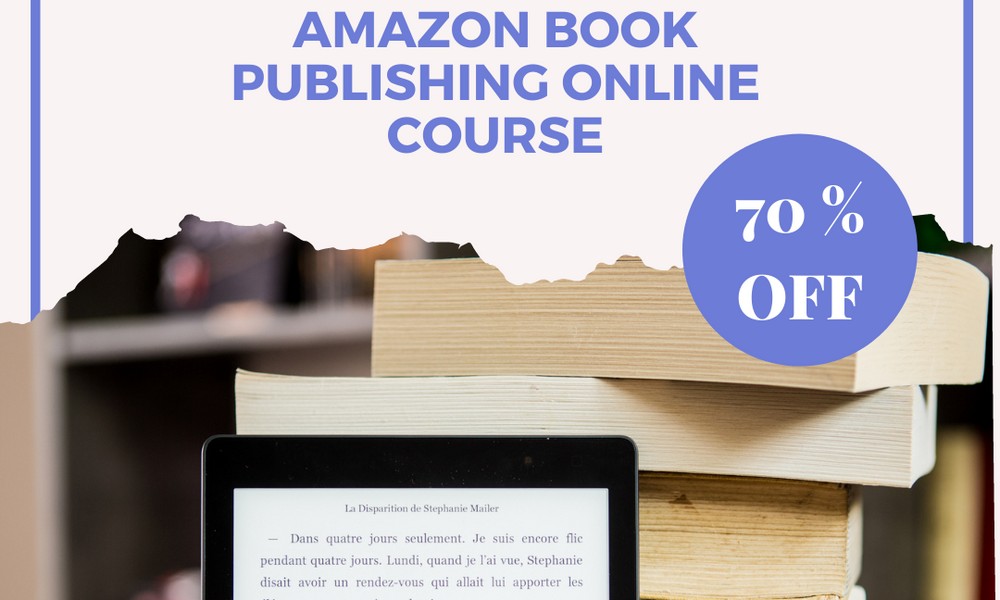 AMAZON BOOK
PUBLISHING ONLINE
COURSE
70 %
OFF
La Disparition de Stephanie Mailer
— Dans quatre jours seulement. Je suis encore flic
pendant quatre jours. Lundi, quand je l'ai vue, Stephanie
disait avoir un rendez-vous qui allait lui apporter les